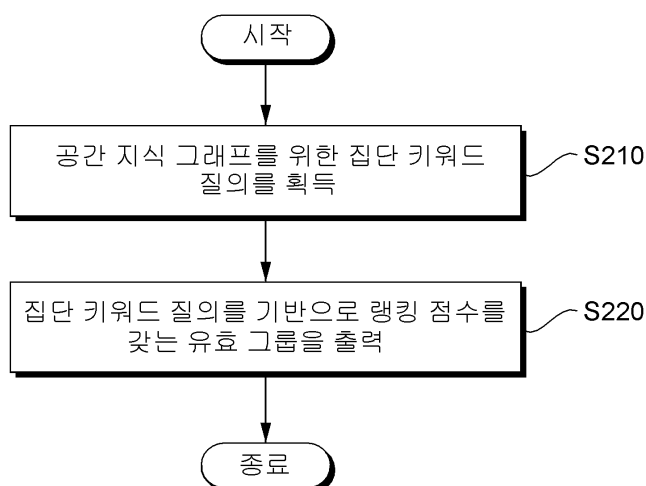 시작
공간 지식 그래프를 위한 집단 키워드
질의를 획득
S210
집단 키워드 질의를 기반으로 랭킹 점수를
갖는 유효 그룹을 출력
S220
종료